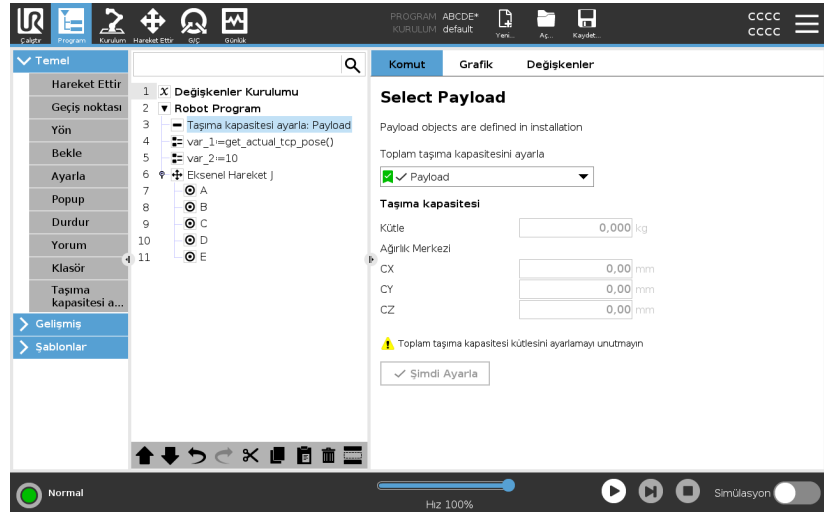 UR
Çalıştır
Program
Kurulum
Hareket Ettir
G/Ç
Günlük
PROGRAM ABCDE*
KURULUM default
Yeni...
Aç...
Kaydet...
cccc
cccc
Temel
Hareket Ettir
Geçiş noktası
Yön
Bekle
Ayarla
Popup
Durdur
Yorum
Klasör
Taşıma
kapasitesi a...
Gelişmiş
Şablonlar
1 X Değişkenler Kurulumu
2 Robot Program
3 Taşıma kapasitesi ayarla: Payload
4 var_1:=get_actual_tcp_pose()
5 var_2:=10
6 Eksenel Hareket J
7 A
8 B
9 C
10 D
11 E
Komut Grafik Değişkenler
Select Payload
Payload objects are defined in installation
Toplam taşıma kapasitesini ayarla
Payload
Taşıma kapasitesi
Kütle 0,000 kg
Ağırlık Merkezi
CX 0,00 mm
CY 0,00 mm
CZ 0,00 mm
Toplam taşıma kapasitesi kütlesini ayarlamayı unutmayın
Şimdi Ayarla
Normal
Hız 100%
Simülasyon